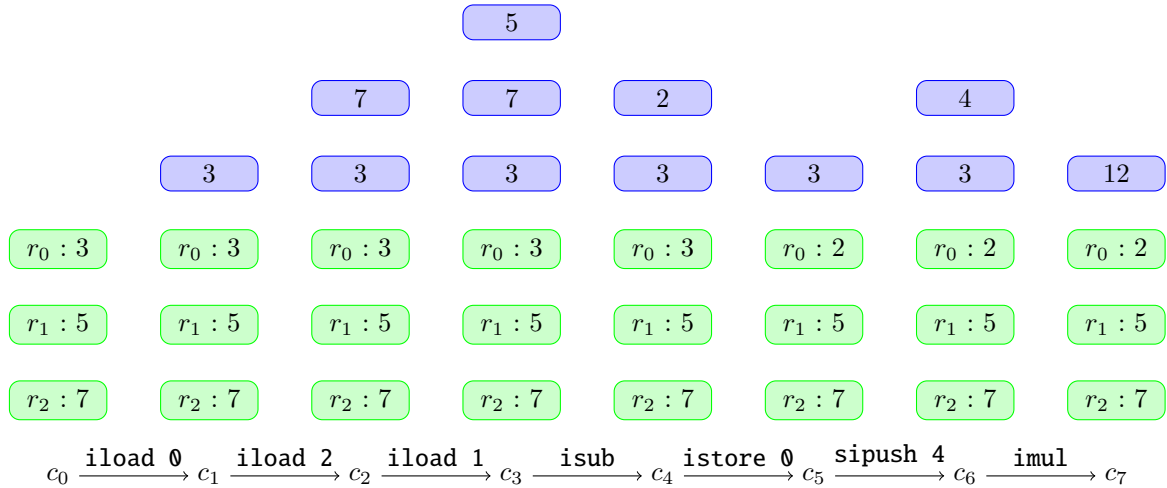 5
7 7 2 4
3 3 3 3 3 3 12
r₀ : 3 r₀ : 3 r₀ : 3 r₀ : 3 r₀ : 3 r₀ : 2 r₀ : 2 r₀ : 2
r₁ : 5 r₁ : 5 r₁ : 5 r₁ : 5 r₁ : 5 r₁ : 5 r₁ : 5 r₁ : 5
r₂ : 7 r₂ : 7 r₂ : 7 r₂ : 7 r₂ : 7 r₂ : 7 r₂ : 7 r₂ : 7
iload 0 iload 2 iload 1 isub istore 0 sipush 4 imul
c₀ c₁ c₂ c₃ c₄ c₅ c₆ c₇